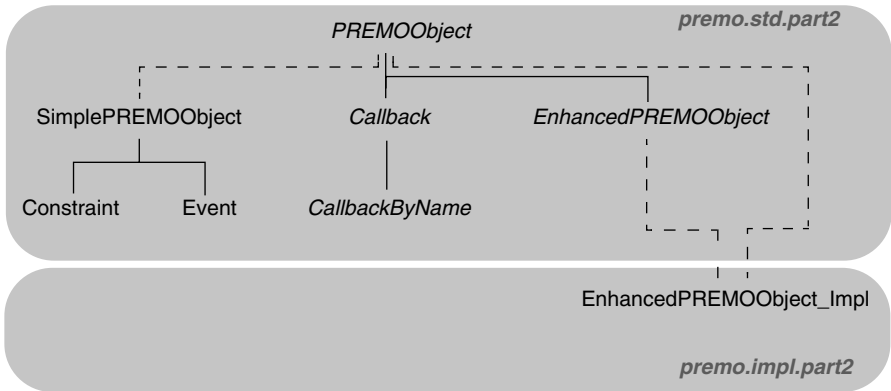 premo.std.part2
PREMOObject
SimplePREMOObject
Callback
EnhancedPREMOObject
Constraint
Event
CallbackByName
EnhancedPREMOObject_Impl
premo.impl.part2